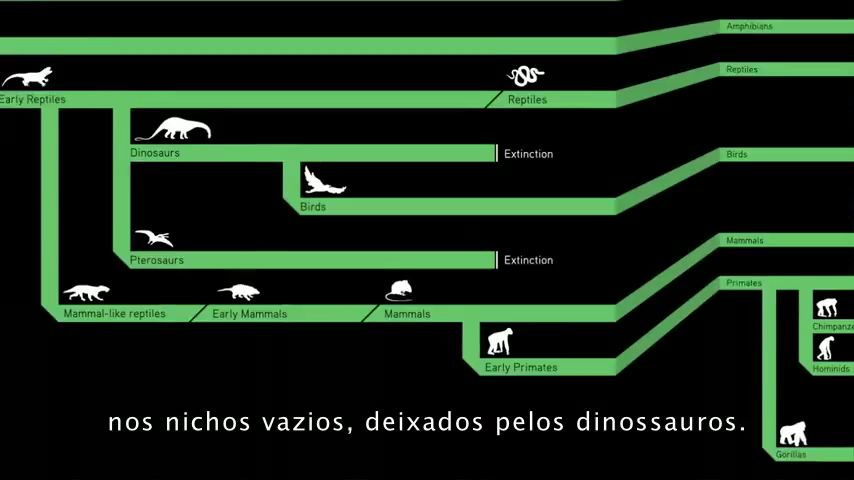 Amphibians
Reptiles
Early Reptiles
Reptiles
Dinosaurs
Extinction
Birds
Birds
Pterosaurs
Extinction
Mammals
Mammal-like reptiles
Early Mammals
Mammals
Primates
Chimpanze
Early Primates
Hominids
nos nichos vazios, deixados pelos dinossauros.
Gorillas